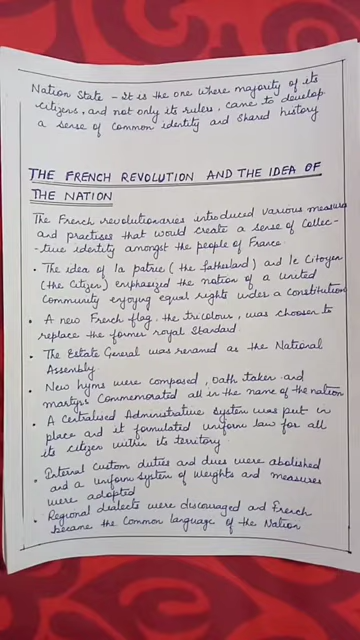 Nation State - It is the one where majority of its
citizens, and not only its rulers, came to develop
a sense of common identity and shared history
THE FRENCH REVOLUTION AND THE IDEA OF
THE NATION
The French revolutionaries introduced various measures
and practises that would create a sense of Collec-
-tive identity amongst the people of France.
• The idea of la patrie (the fatherland) and le Citoyen
(the Citizen) emphasized the notion of a united
Community enjoying equal rights under a Constitution
• A new French flag, the tricolour, was choosen to
replace the former royal Standard.
• The Estate General was renamed as the National
Assembly.
• New hyms were composed, Oath taken and
martyrs Commemorated all in the name of the nation
• A Centralised Administrative System was put in
place and it formulated uniform law for all
its citizen within its territory
• Internal Custom duties and dues were abolished
and a uniform system of weights and measures
were adopted
• Regional dialects were discouraged and French
became the Common language of the Nation